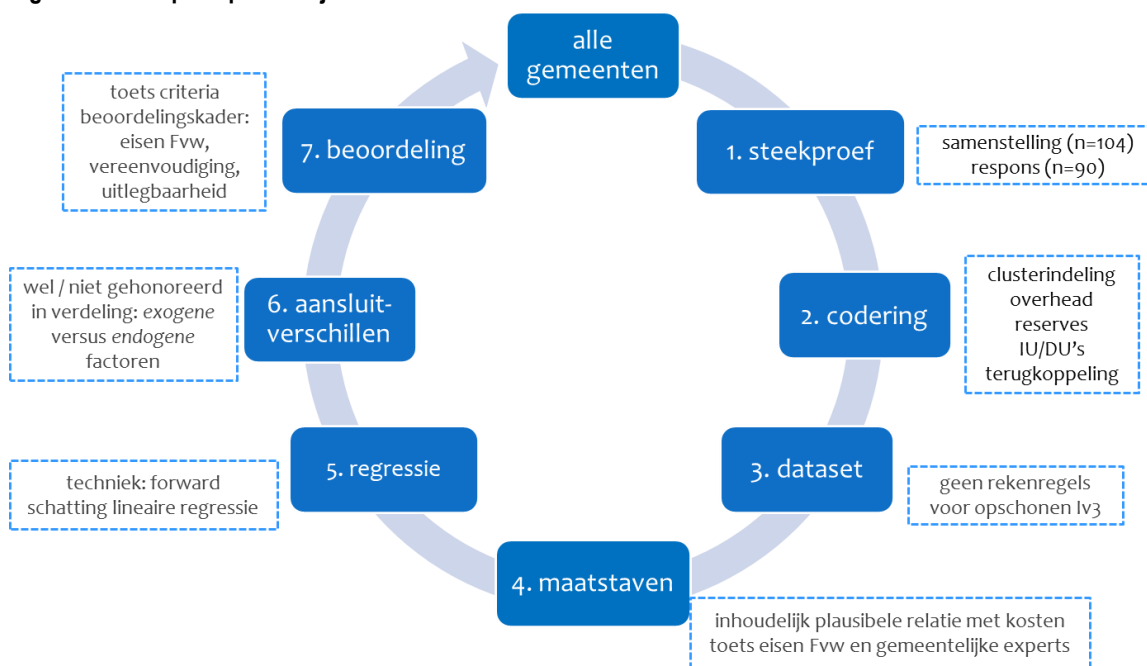 alle
gemeenten
1. steekproef
samenstelling (n=104)
respons (n=90)
2. codering
clusterindeling
overhead
reserves
IU/DU's
terugkoppeling
3. dataset
geen rekenregels
voor opschonen Iv3
4. maatstaven
inhoudelijk plausibele relatie met kosten
toets eisen Fvw en gemeentelijke experts
5. regressie
techniek: forward
schatting lineaire regressie
6. aansluit-
verschillen
wel / niet gehonoreerd
in verdeling: exogene
versus endogene
factoren
7. beoordeling
toets criteria
beoordelingskader:
eisen Fvw,
vereenvoudiging,
uitlegbaarheid